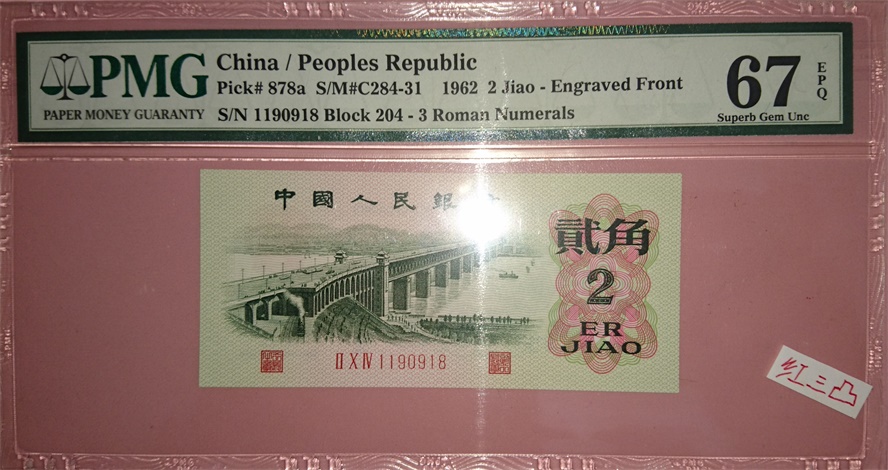 PMG
PAPER MONEY GUARANTY
China / Peoples Republic
Pick# 878a S/M#C284-31 1962 2 Jiao - Engraved Front
S/N 1190918 Block 204 - 3 Roman Numerals
67
EPQ
Superb Gem Unc
中國人民銀
貳角
2
ER
JIAO
II X IV 1190918
红三凸